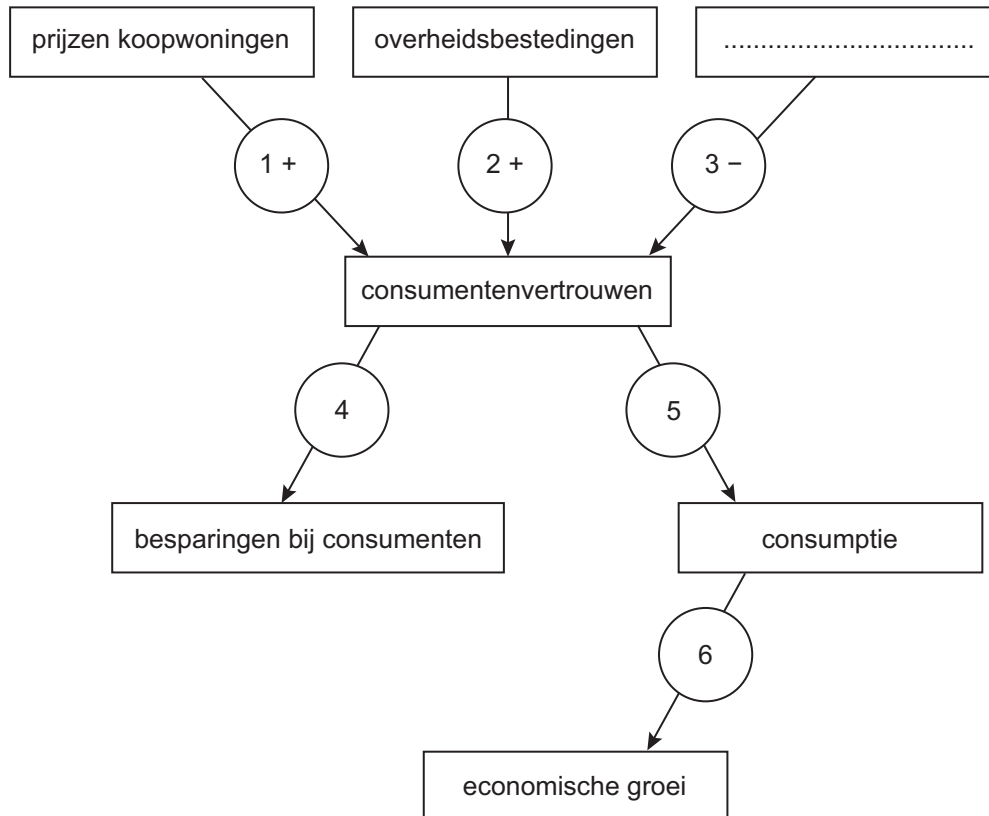 prijzen koopwoningen
overheidsbestedingen
..................................
1 +
2 +
3 −
consumentenvertrouwen
4
5
besparingen bij consumenten
consumptie
6
economische groei